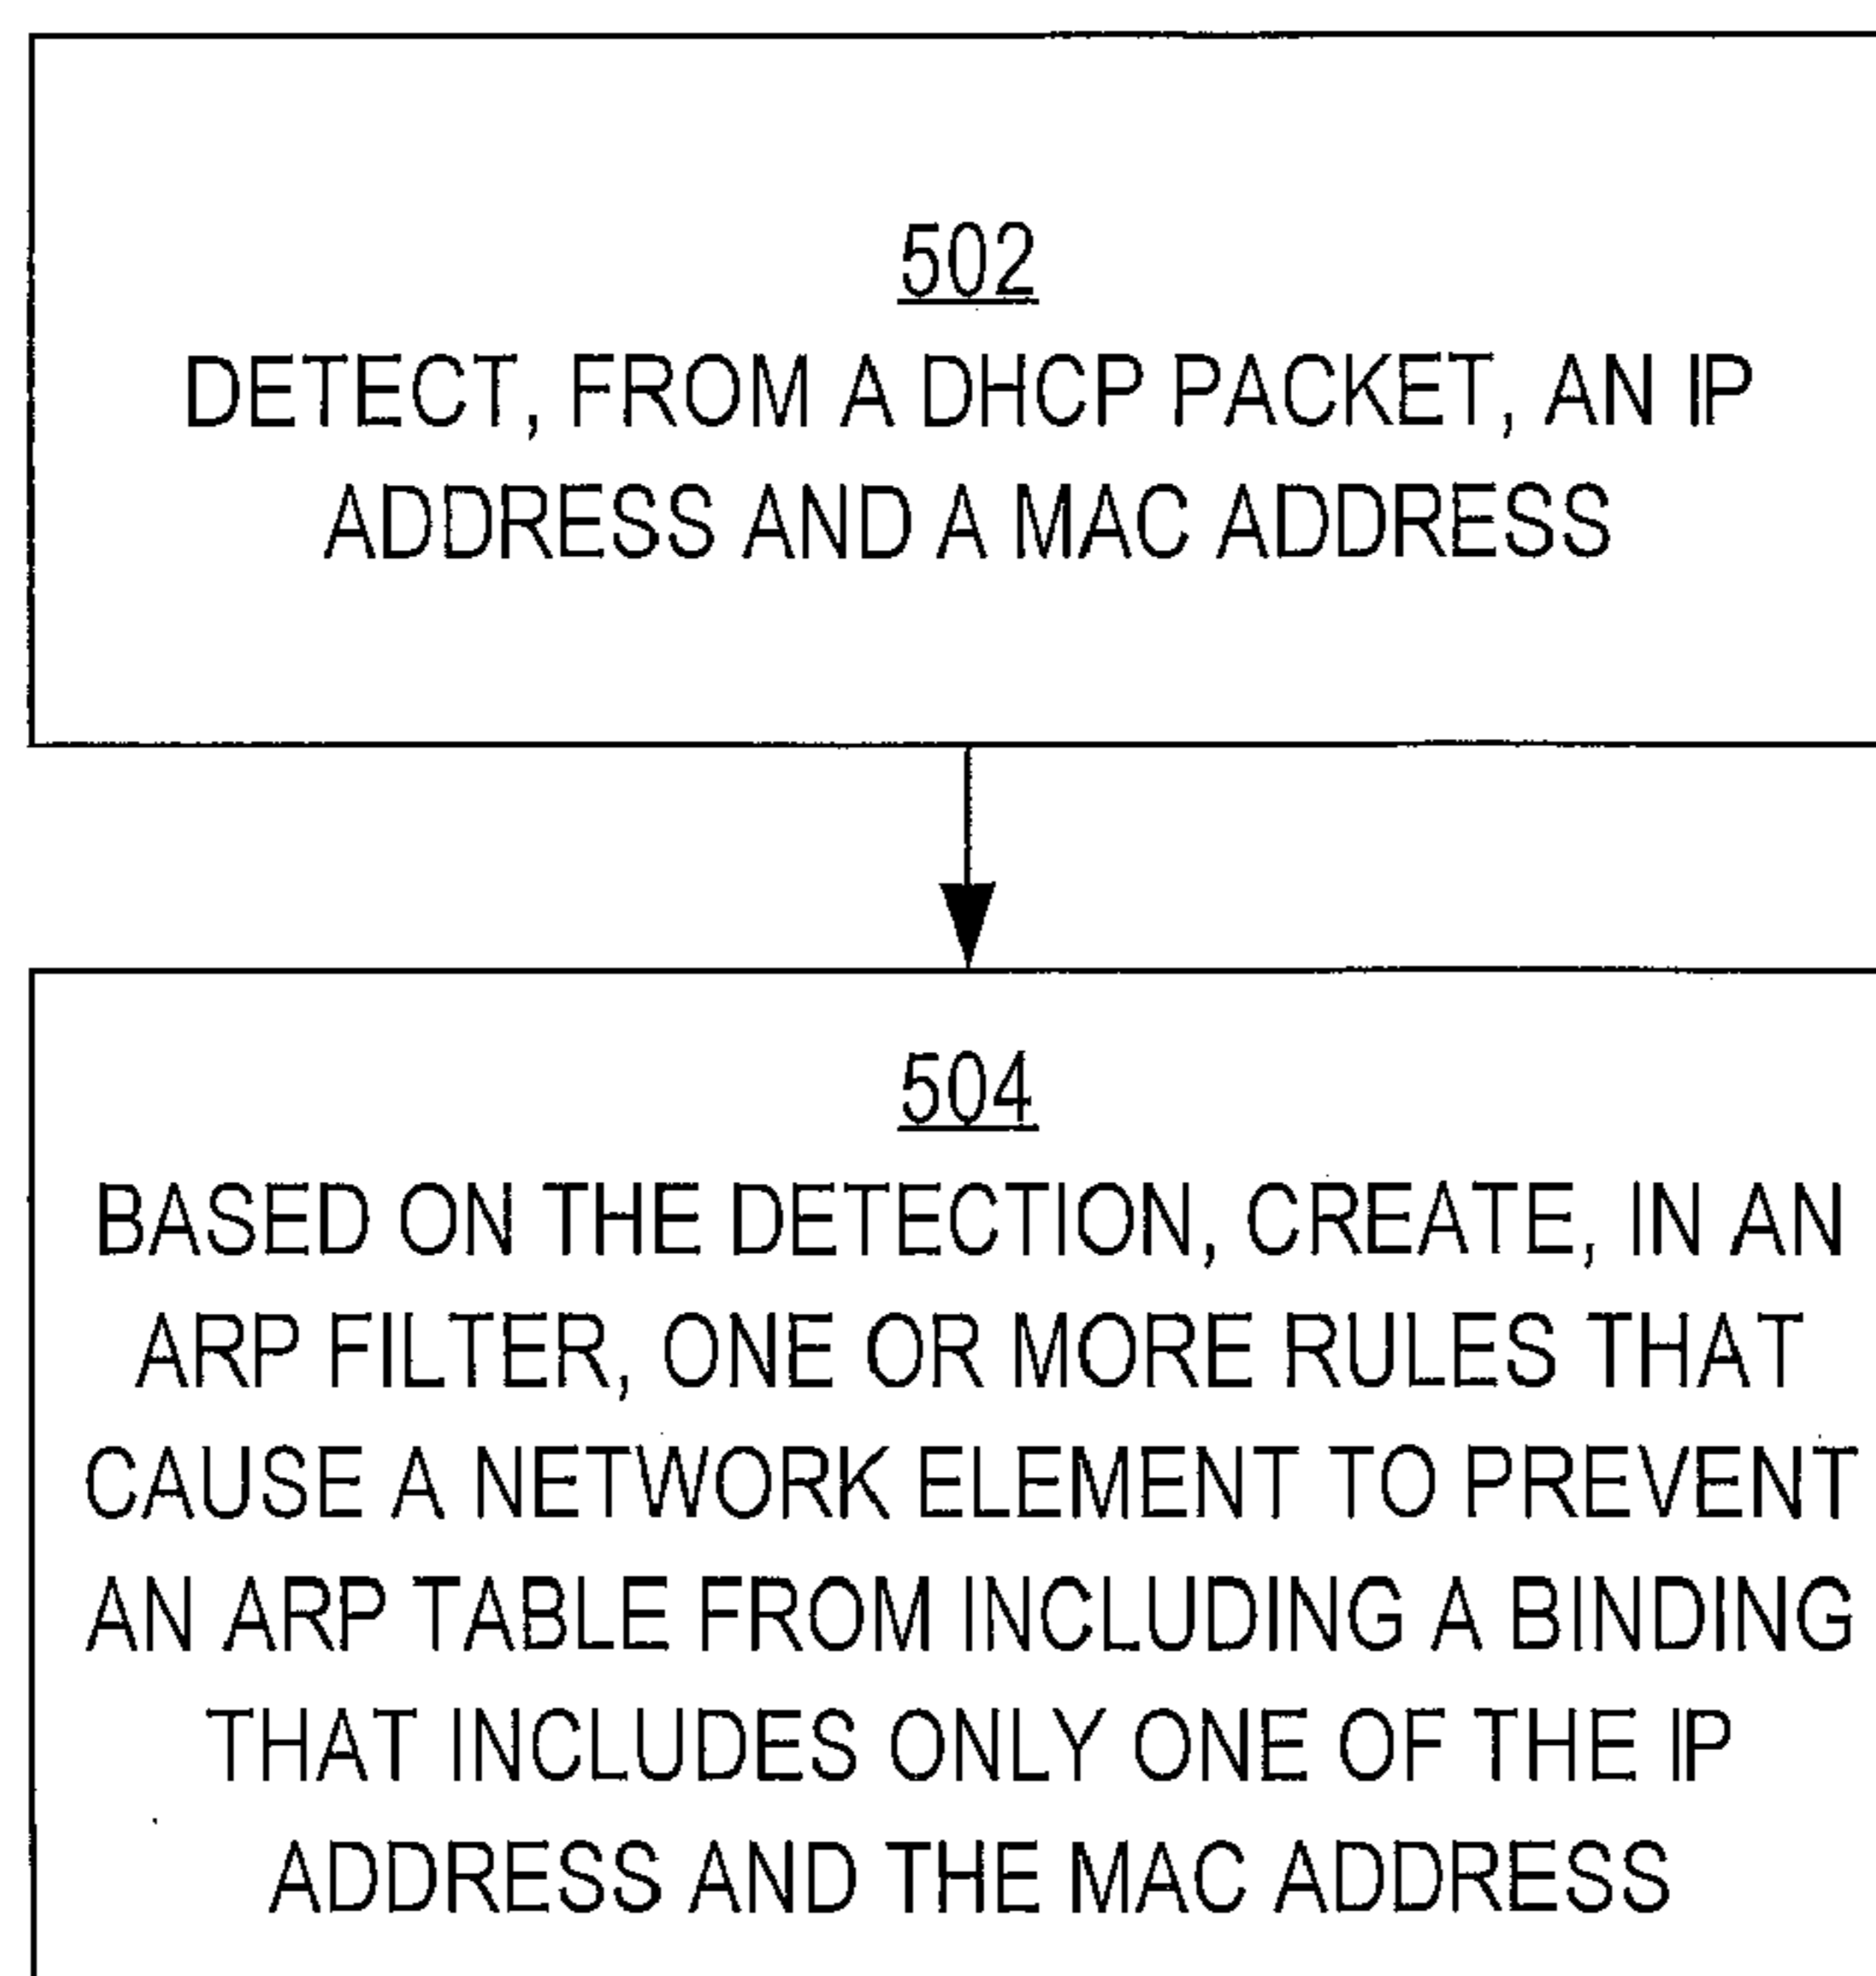 502
DETECT, FROM A DHCP PACKET, AN IP
ADDRESS AND A MAC ADDRESS
504
BASED ON THE DETECTION, CREATE, IN AN
ARP FILTER, ONE OR MORE RULES THAT
CAUSE A NETWORK ELEMENT TO PREVENT
AN ARP TABLE FROM INCLUDING A BINDING
THAT INCLUDES ONLY ONE OF THE IP
ADDRESS AND THE MAC ADDRESS